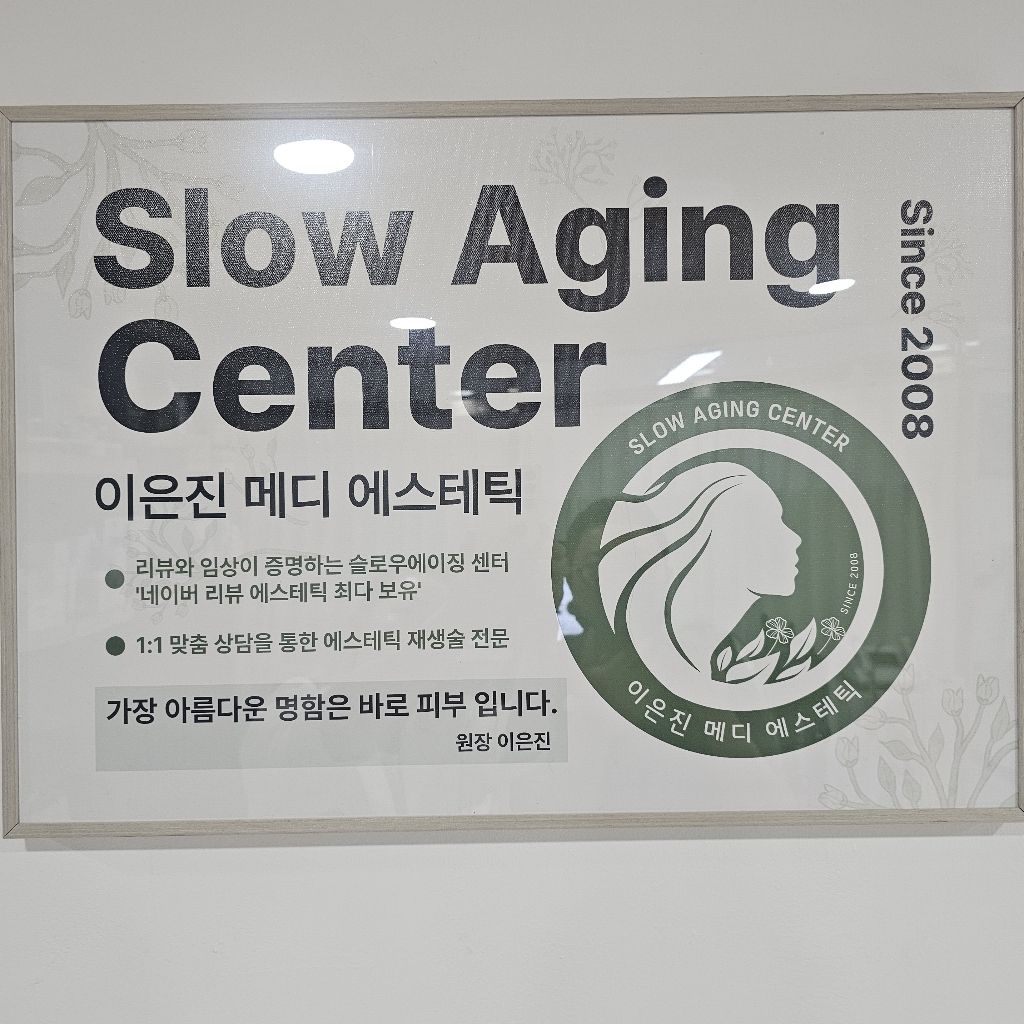 Slow Aging
Center
Since 2008
이은진 메디 에스테틱
리뷰와 임상이 증명하는 슬로우에이징 센터
'네이버 리뷰 에스테틱 최다 보유'
1:1 맞춤 상담을 통한 에스테틱 재생술 전문
가장 아름다운 명함은 바로 피부 입니다.
원장 이은진
SLOW AGING CENTER
SINCE 2008
이은진 메디 에스테틱